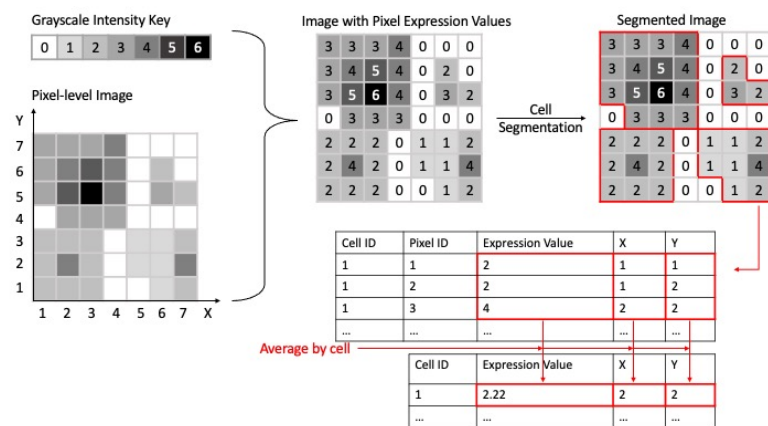 Grayscale Intensity Key
0 1 2 3 4 5 6
Pixel-level Image
Y
7
6
5
4
3
2
1
1 2 3 4 5 6 7 X
Image with Pixel Expression Values
3 3 3 4 0 0 0
3 4 5 4 0 2 0
3 5 6 4 0 3 2
0 3 3 3 0 0 0
2 2 2 0 1 1 2
2 4 2 0 1 1 4
2 2 2 0 0 1 2
Cell
Segmentation
Segmented Image
3 3 3 4 0 0 0
3 4 5 4 0 2 0
3 5 6 4 0 3 2
0 3 3 3 0 0 0
2 2 2 0 1 1 2
2 4 2 0 1 1 4
2 2 2 0 0 1 2
Cell ID Pixel ID Expression Value X Y
1 1 2 1 1
1 2 2 1 2
1 3 4 2 2
... ... ... ... ...
Average by cell
Cell ID Expression Value X Y
1 2.22 2 2
... ... ... ...